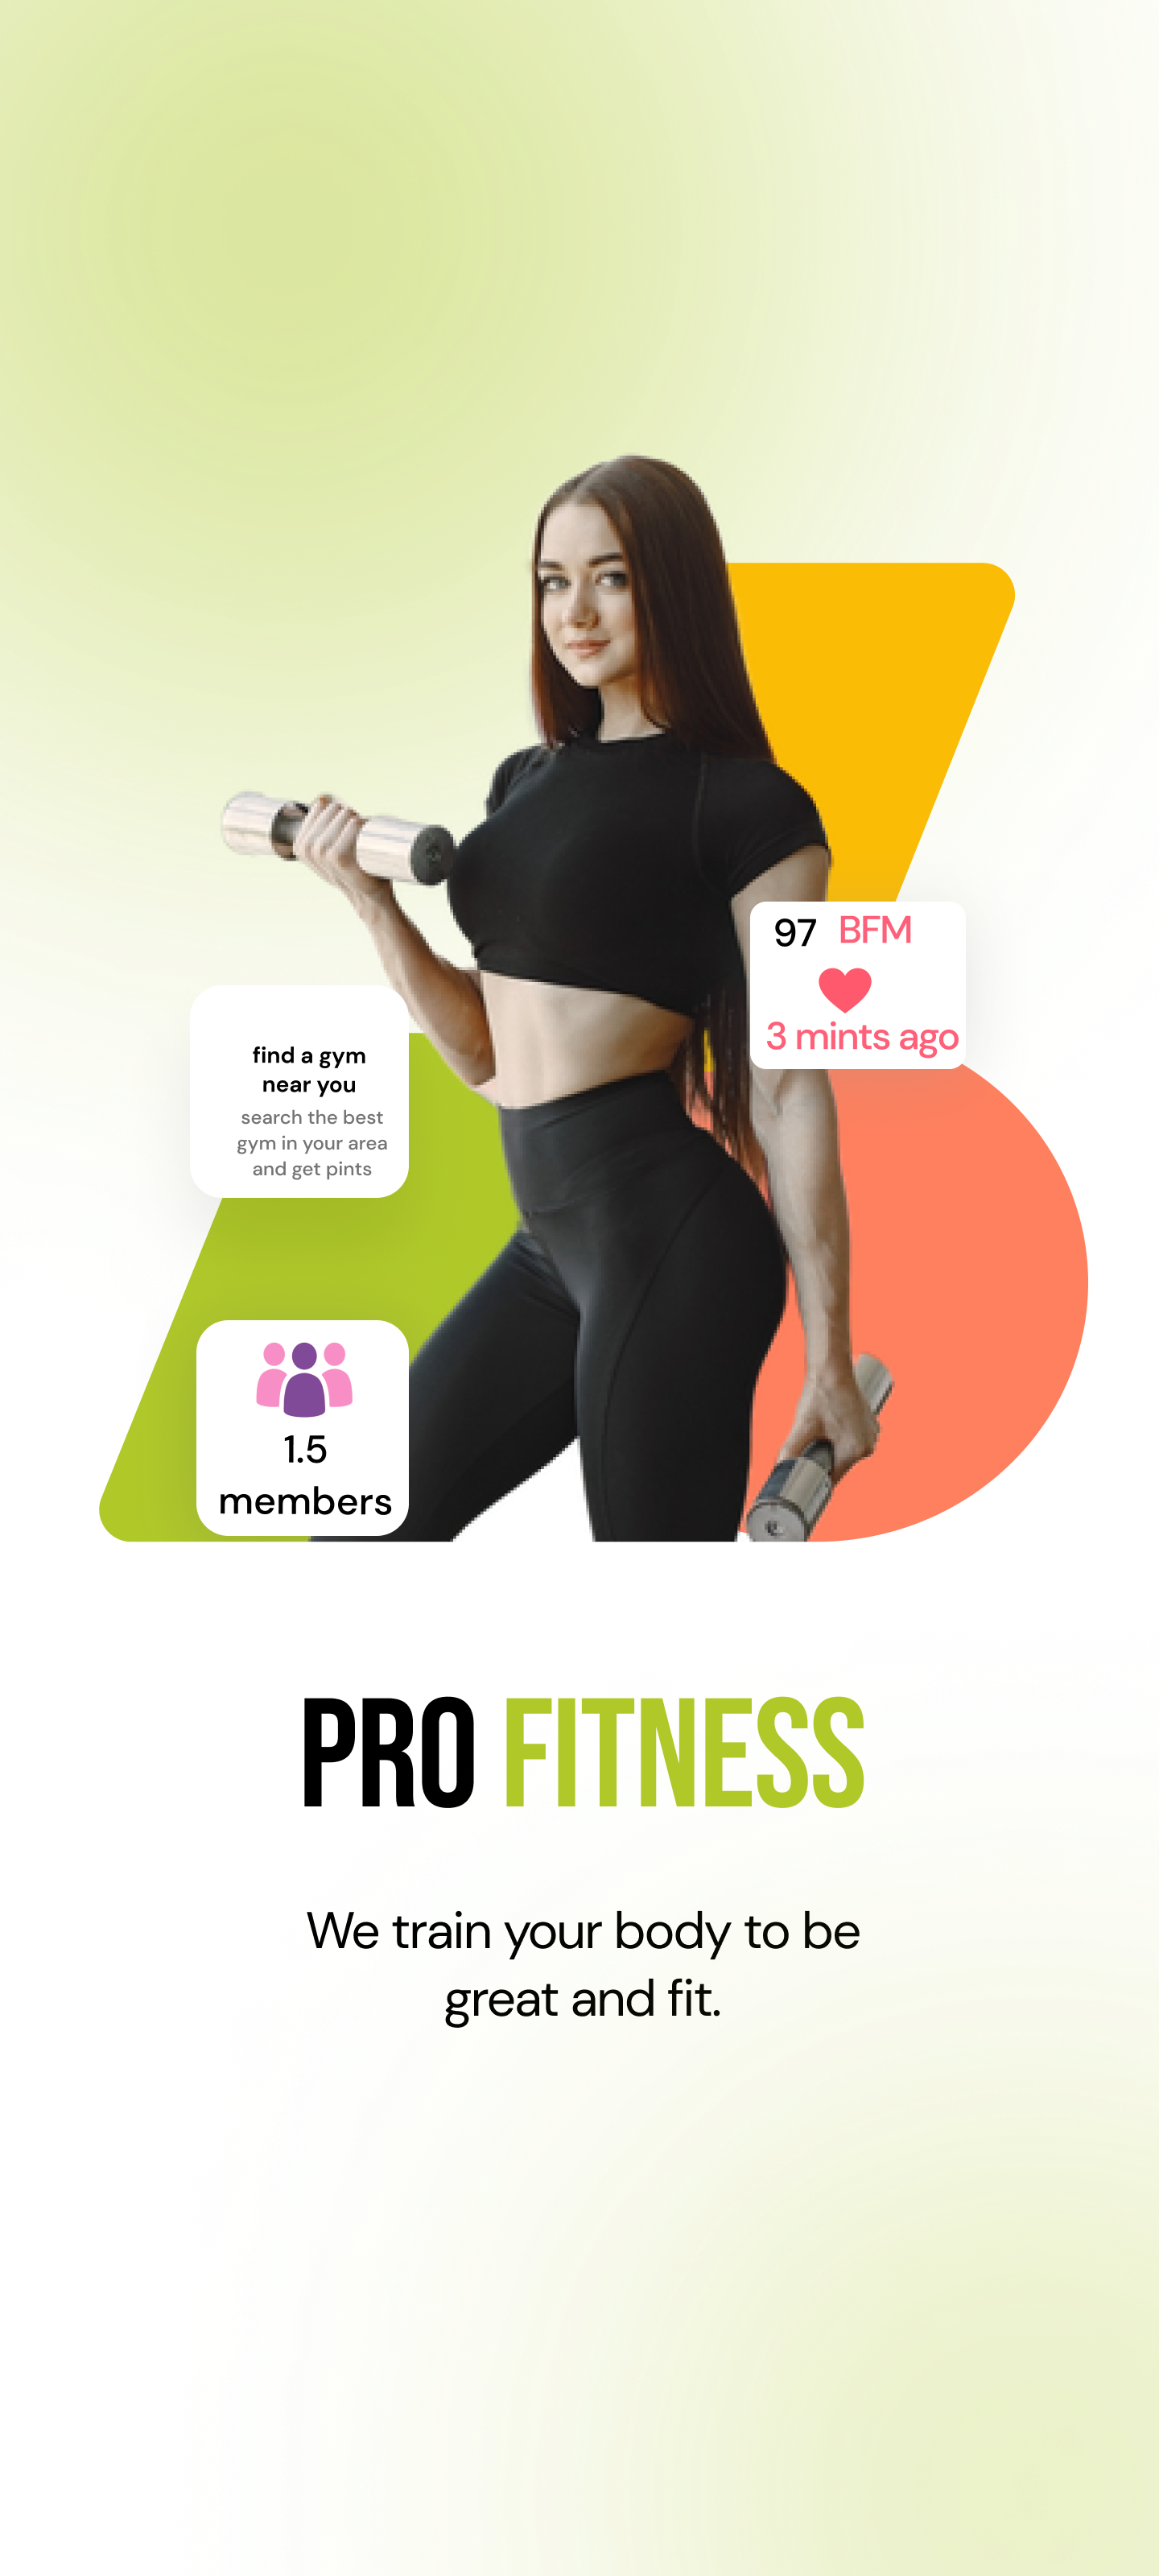 97 BFM
3 mints ago
find a gym
near you
search the best
gym in your area
and get pints
1.5
members
PRO FITNESS
We train your body to be
great and fit.